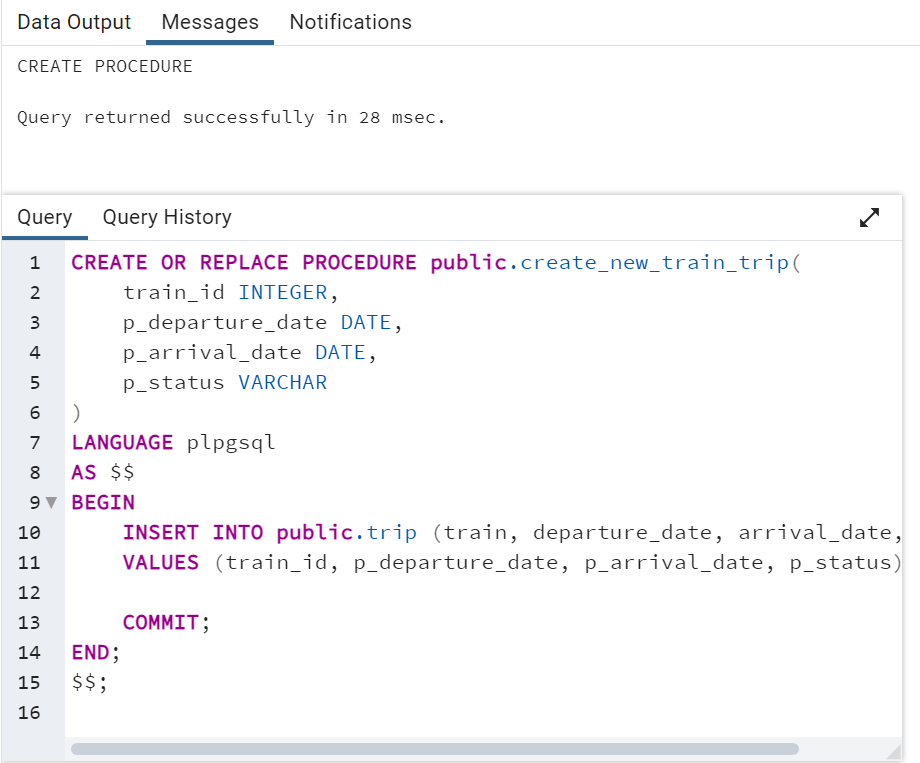 Data Output Messages Notifications
CREATE PROCEDURE
Query returned successfully in 28 msec.
Query Query History
1 CREATE OR REPLACE PROCEDURE public.create_new_train_trip(
2 train_id INTEGER,
3 p_departure_date DATE,
4 p_arrival_date DATE,
5 p_status VARCHAR
6 )
7 LANGUAGE plpgsql
8 AS $$
9 BEGIN
10 INSERT INTO public.trip (train, departure_date, arrival_date,
11 VALUES (train_id, p_departure_date, p_arrival_date, p_status)
12
13 COMMIT;
14 END;
15 $$;
16